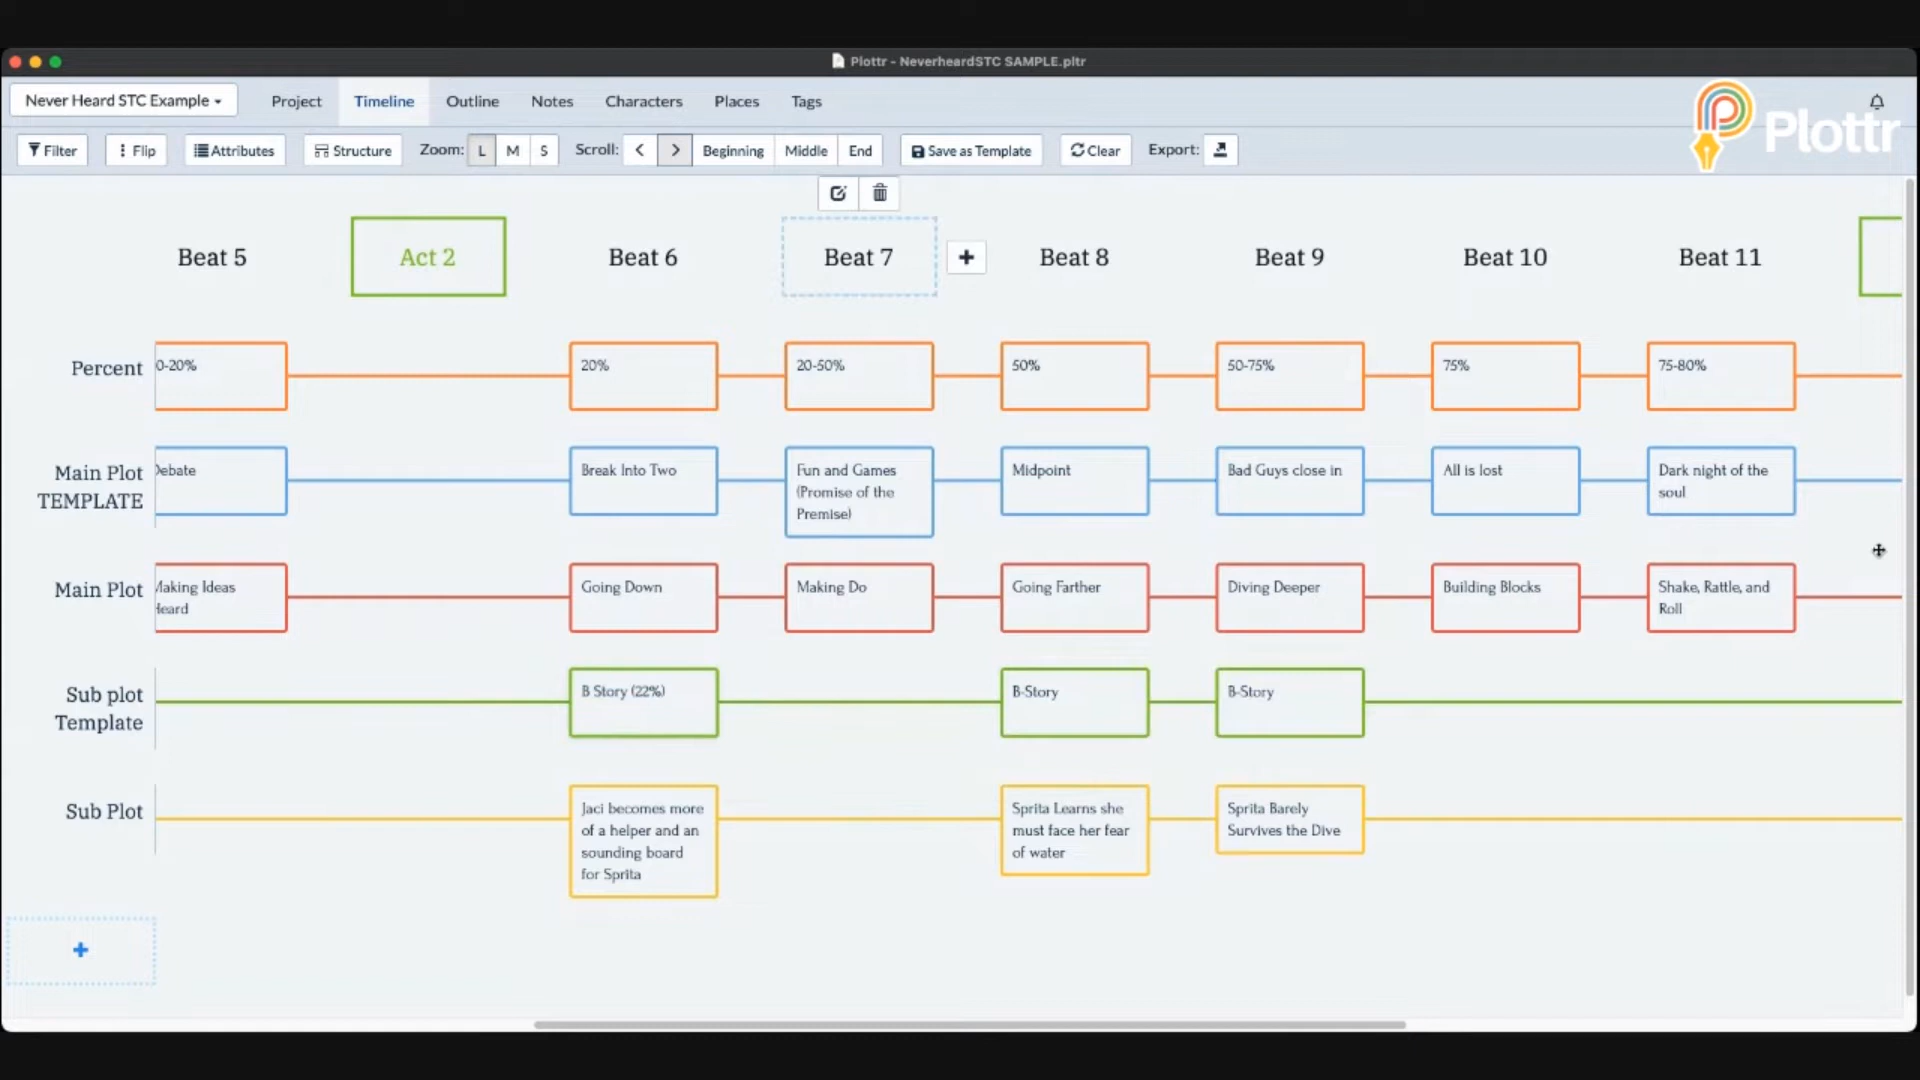 Plottr - NeverheardSTC SAMPLE.pltr
Never Heard STC Example
Project
Timeline
Outline
Notes
Characters
Places
Tags
Plottr
Filter
Flip
Attributes
Structure
Zoom:
L
M
S
Scroll:
Beginning
Middle
End
Save as Template
Clear
Export:
Beat 5
Act 2
Beat 6
Beat 7
Beat 8
Beat 9
Beat 10
Beat 11
Percent
0-20%
20%
20-50%
50%
50-75%
75%
75-80%
Main Plot
TEMPLATE
Debate
Break Into Two
Fun and Games
(Promise of the
Premise)
Midpoint
Bad Guys close in
All is lost
Dark night of the
soul
Main Plot
Making Ideas
Heard
Going Down
Making Do
Going Farther
Diving Deeper
Building Blocks
Shake, Rattle, and
Roll
Sub plot
Template
B Story (22%)
B-Story
B-Story
Sub Plot
Jaci becomes more
of a helper and an
sounding board
for Sprita
Sprita Learns she
must face her fear
of water
Sprita Barely
Survives the Dive